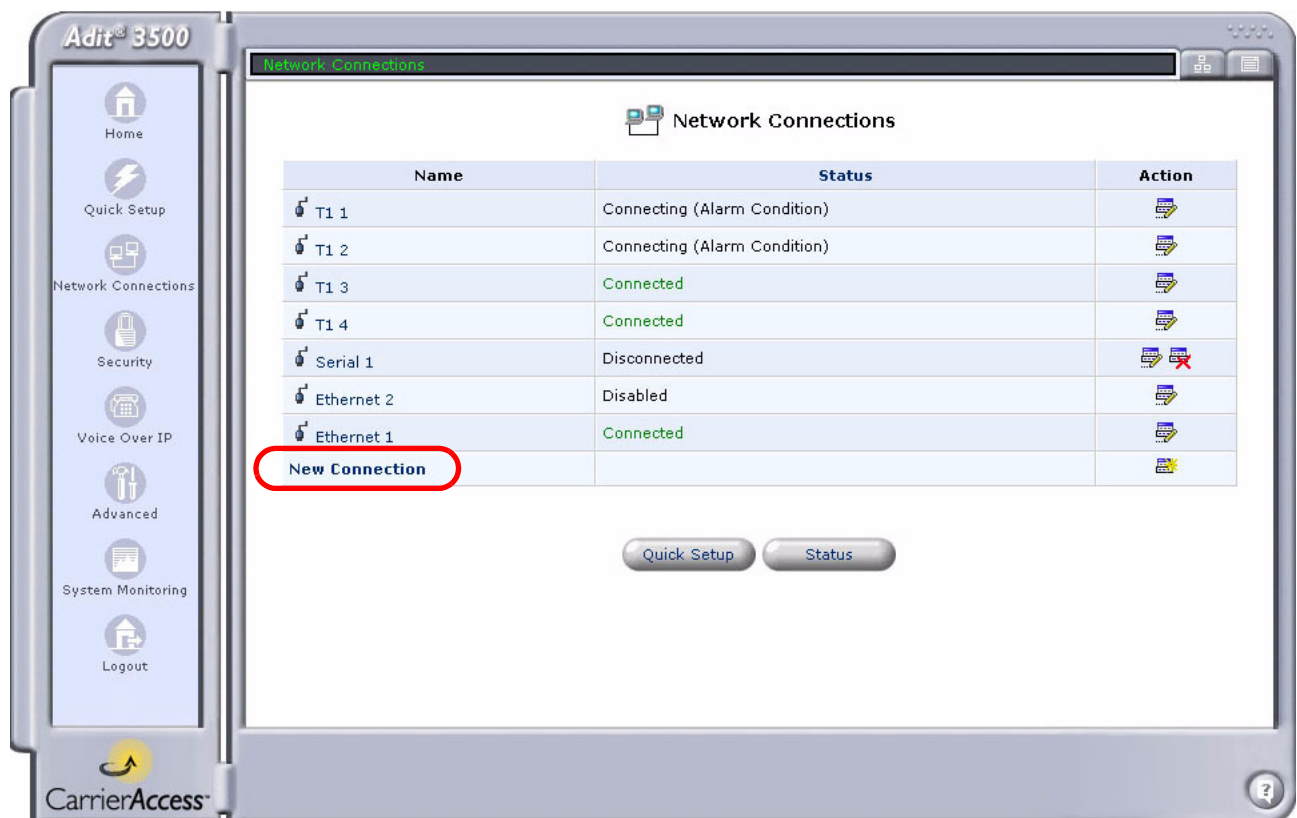 Adit® 3500
Network Connections
Home
Quick Setup
Network Connections
Security
Voice Over IP
Advanced
System Monitoring
Logout
CarrierAccess™
Network Connections
Name Status Action
T1 1 Connecting (Alarm Condition)
T1 2 Connecting (Alarm Condition)
T1 3 Connected
T1 4 Connected
Serial 1 Disconnected
Ethernet 2 Disabled
Ethernet 1 Connected
New Connection
Quick Setup Status
?